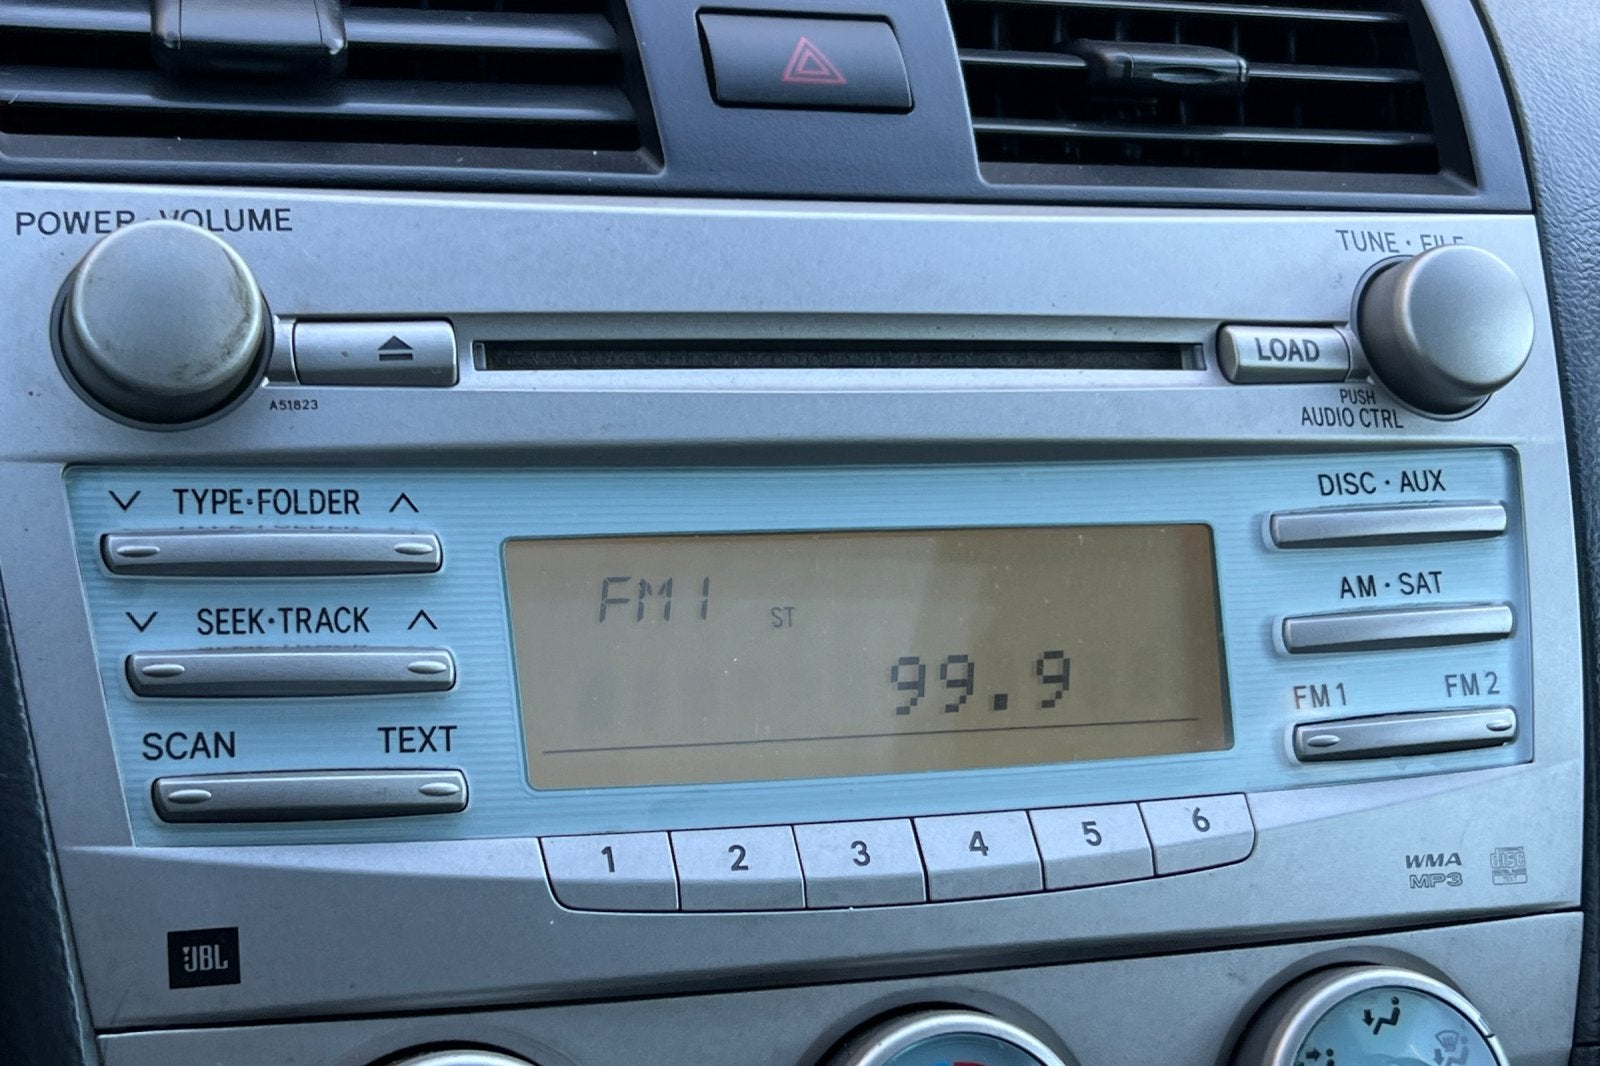 POWER · VOLUME
TUNE · FILE
LOAD
A51823
PUSH
AUDIO CTRL
TYPE·FOLDER
SEEK·TRACK
SCAN TEXT
FM1
ST
99.9
DISC · AUX
AM · SAT
FM1 FM2
1 2 3 4 5 6
WMA
MP3
disc
JBL